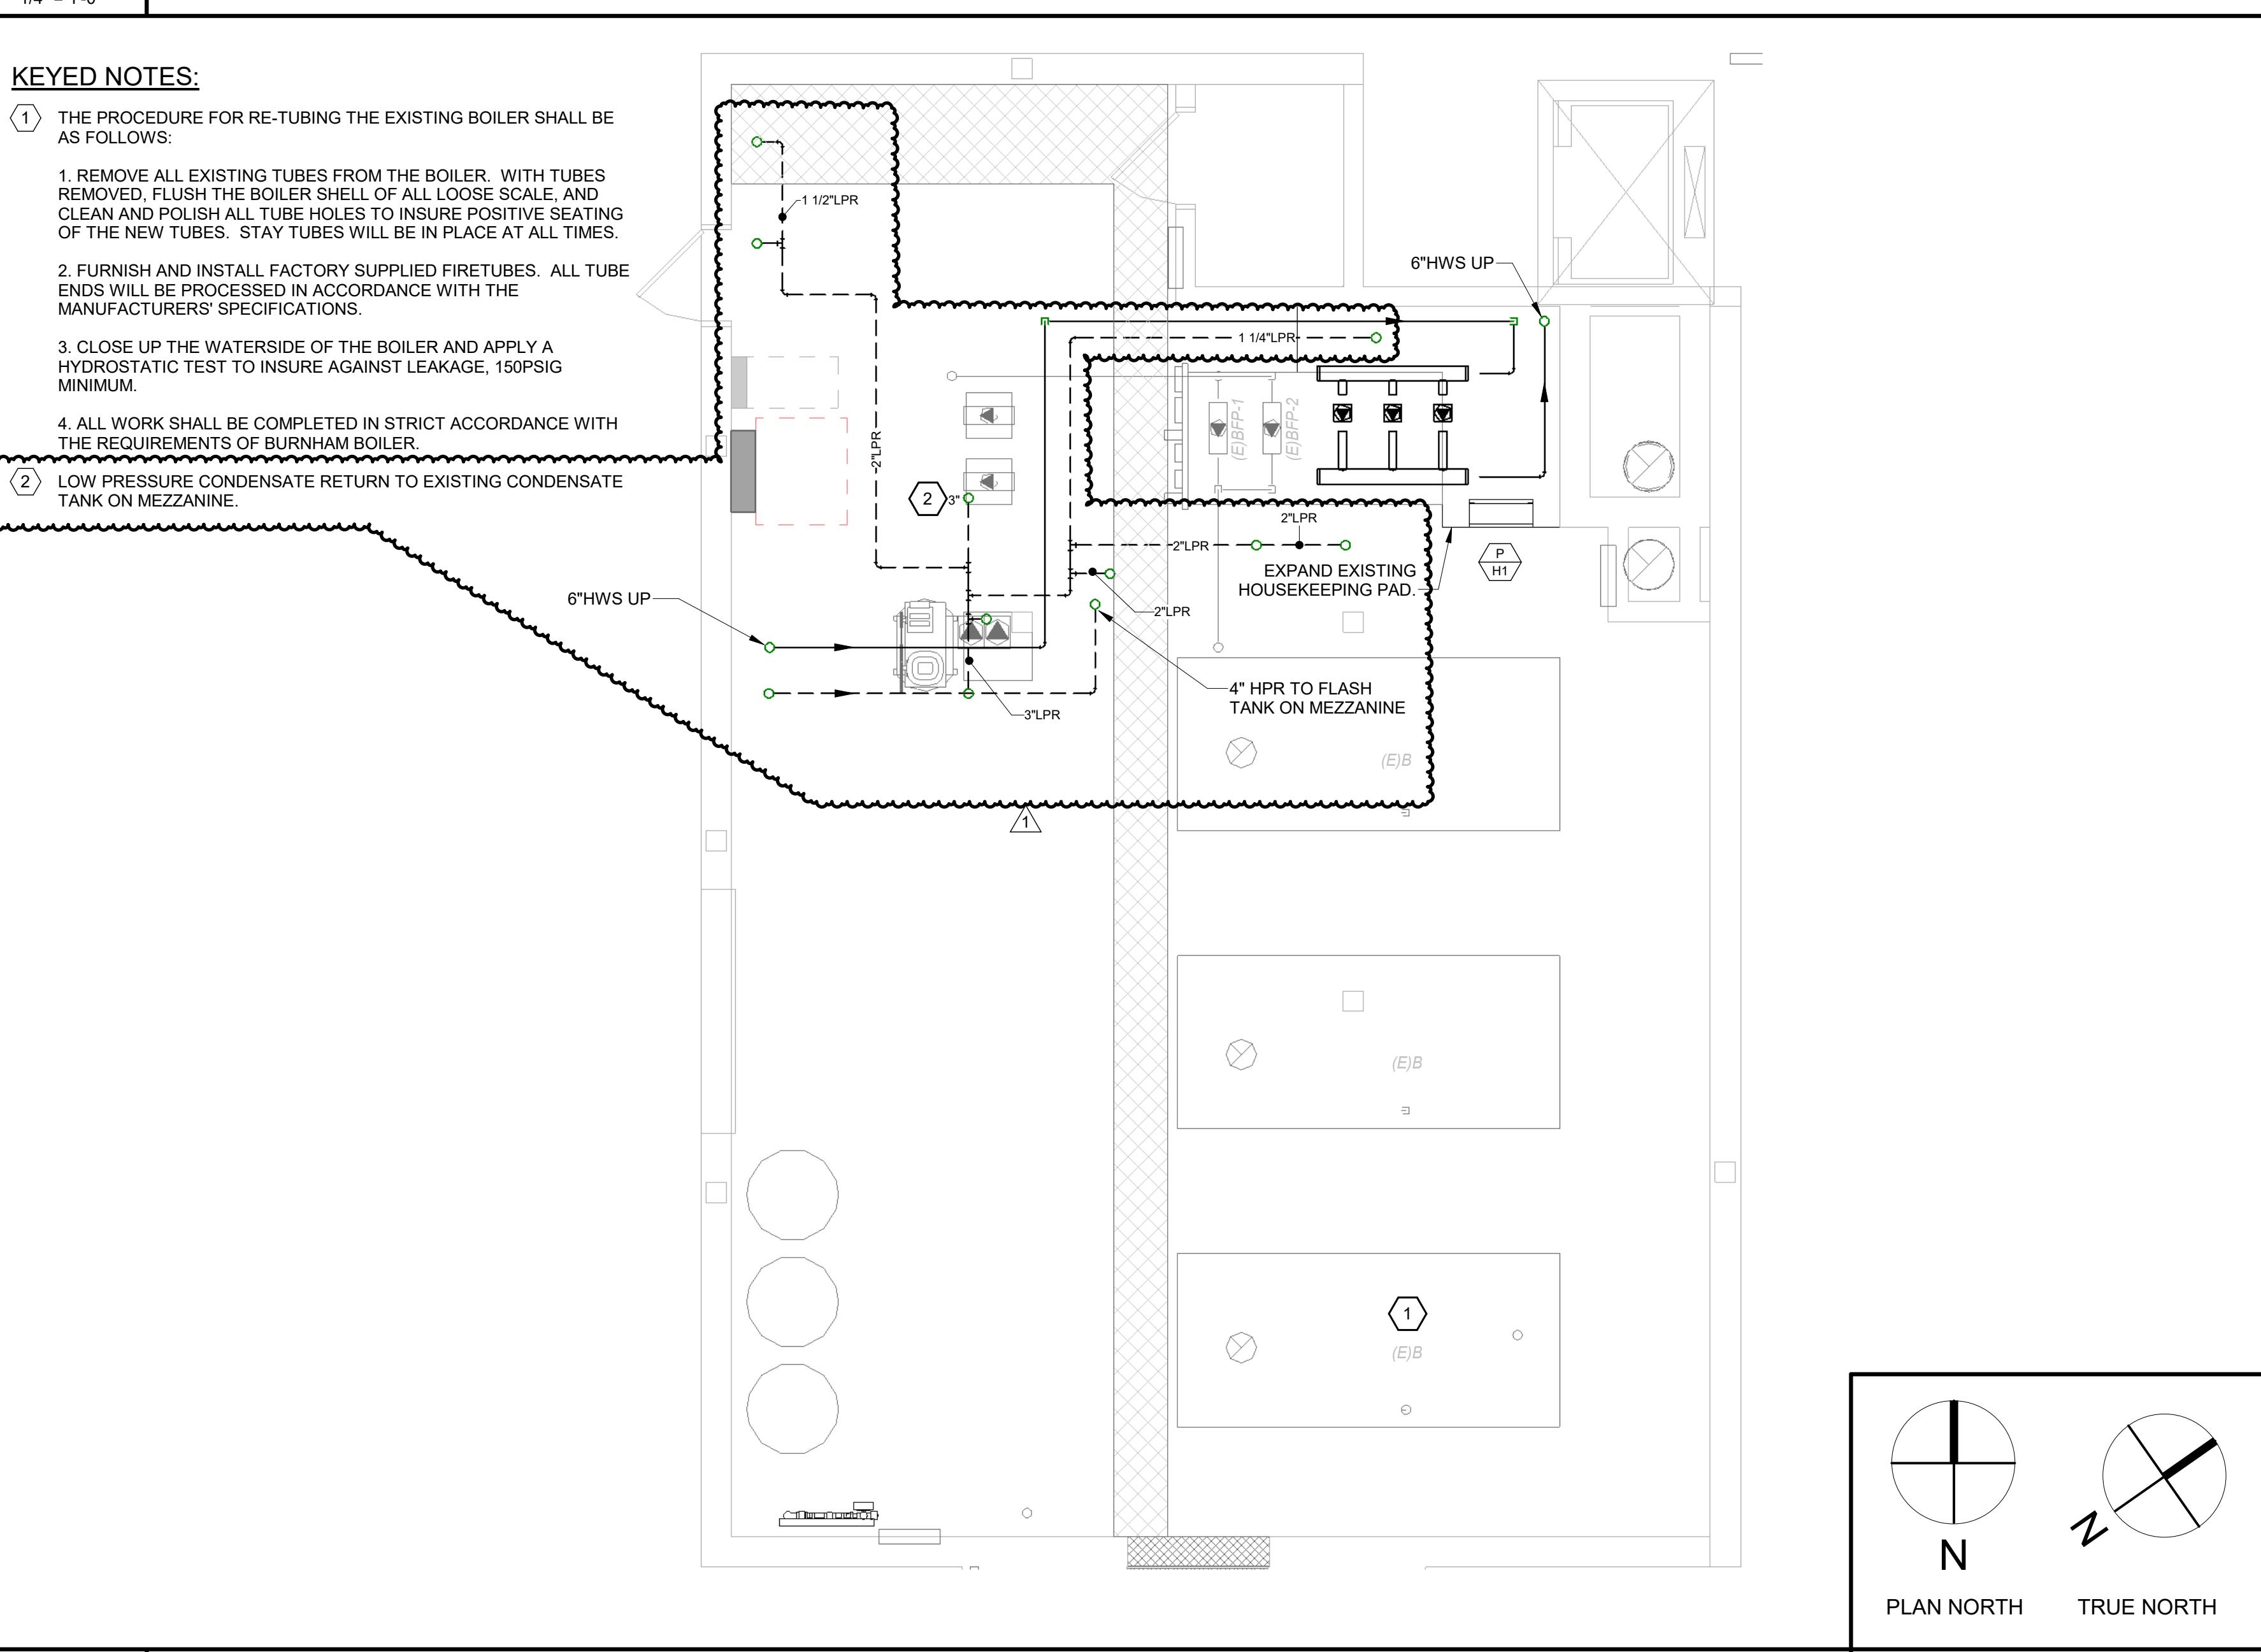 KEYED NOTES:
1 THE PROCEDURE FOR RE-TUBING THE EXISTING BOILER SHALL BE
AS FOLLOWS:
1. REMOVE ALL EXISTING TUBES FROM THE BOILER. WITH TUBES
REMOVED, FLUSH THE BOILER SHELL OF ALL LOOSE SCALE, AND
CLEAN AND POLISH ALL TUBE HOLES TO INSURE POSITIVE SEATING
OF THE NEW TUBES. STAY TUBES WILL BE IN PLACE AT ALL TIMES.
2. FURNISH AND INSTALL FACTORY SUPPLIED FIRETUBES. ALL TUBE
ENDS WILL BE PROCESSED IN ACCORDANCE WITH THE
MANUFACTURERS' SPECIFICATIONS.
3. CLOSE UP THE WATERSIDE OF THE BOILER AND APPLY A
HYDROSTATIC TEST TO INSURE AGAINST LEAKAGE, 150PSIG
MINIMUM.
4. ALL WORK SHALL BE COMPLETED IN STRICT ACCORDANCE WITH
THE REQUIREMENTS OF BURNHAM BOILER.
2 LOW PRESSURE CONDENSATE RETURN TO EXISTING CONDENSATE
TANK ON MEZZANINE.
1 1/2"LPR
6"HWS UP
1 1/4"LPR
(E)BFP-1
(E)BFP-2
2"LPR
2 3"
2"LPR
2"LPR
EXPAND EXISTING
HOUSEKEEPING PAD.
P
H1
6"HWS UP
2"LPR
4" HPR TO FLASH
TANK ON MEZZANINE
3"LPR
(E)B
1
(E)B
1
(E)B
N
N
PLAN NORTH
TRUE NORTH